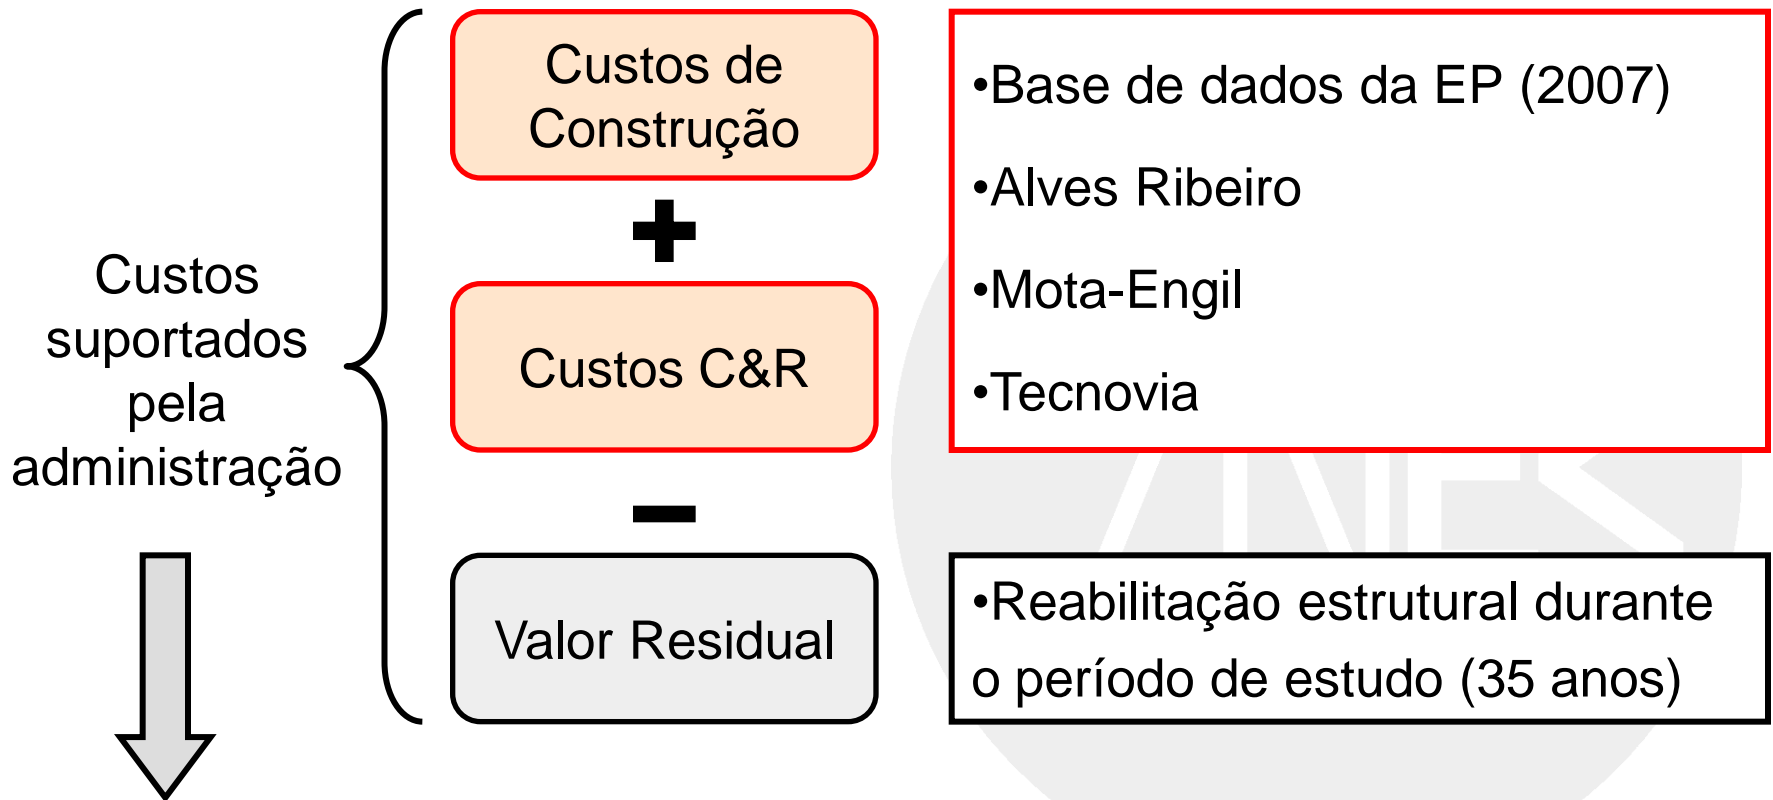 Custos
suportados
pela
administração
Custos de
Construção
+
Custos C&R
-
Valor Residual
•Base de dados da EP (2007)
•Alves Ribeiro
•Mota-Engil
•Tecnovia
•Reabilitação estrutural durante
o período de estudo (35 anos)